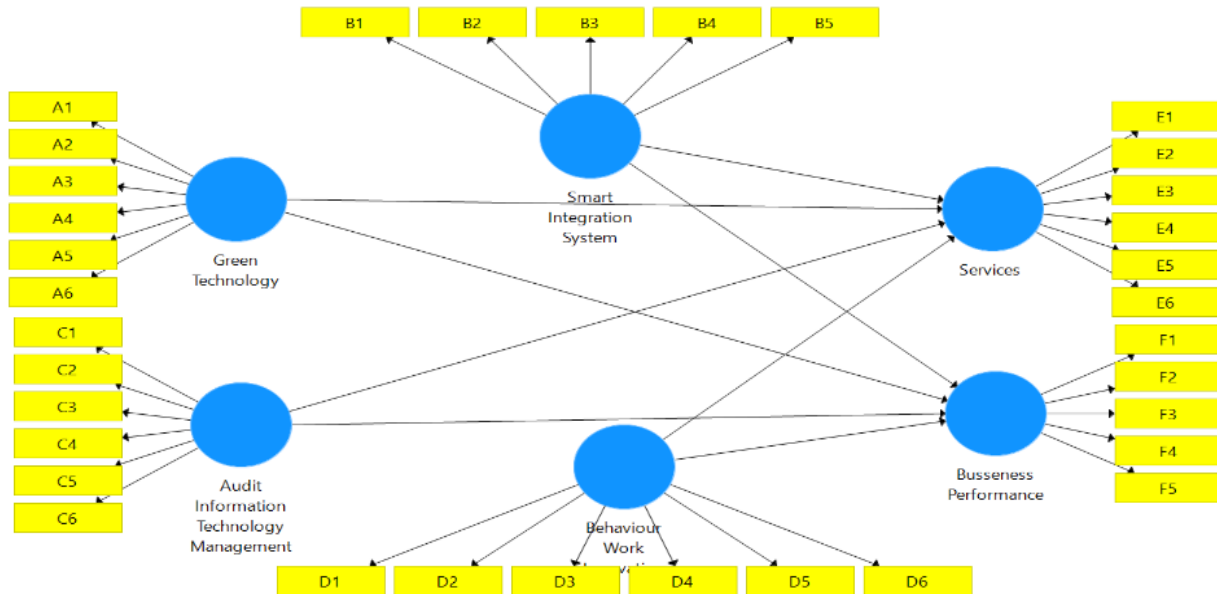 B1
B2
B3
B4
B5
A1
A2
A3
A4
A5
A6
Green
Technology
Smart
Integration
System
E1
E2
E3
E4
E5
E6
Services
C1
C2
C3
C4
C5
C6
Audit
Information
Technology
Management
Behaviour
Work
F1
F2
F3
F4
F5
Busseness
Performance
D1
D2
D3
D4
D5
D6